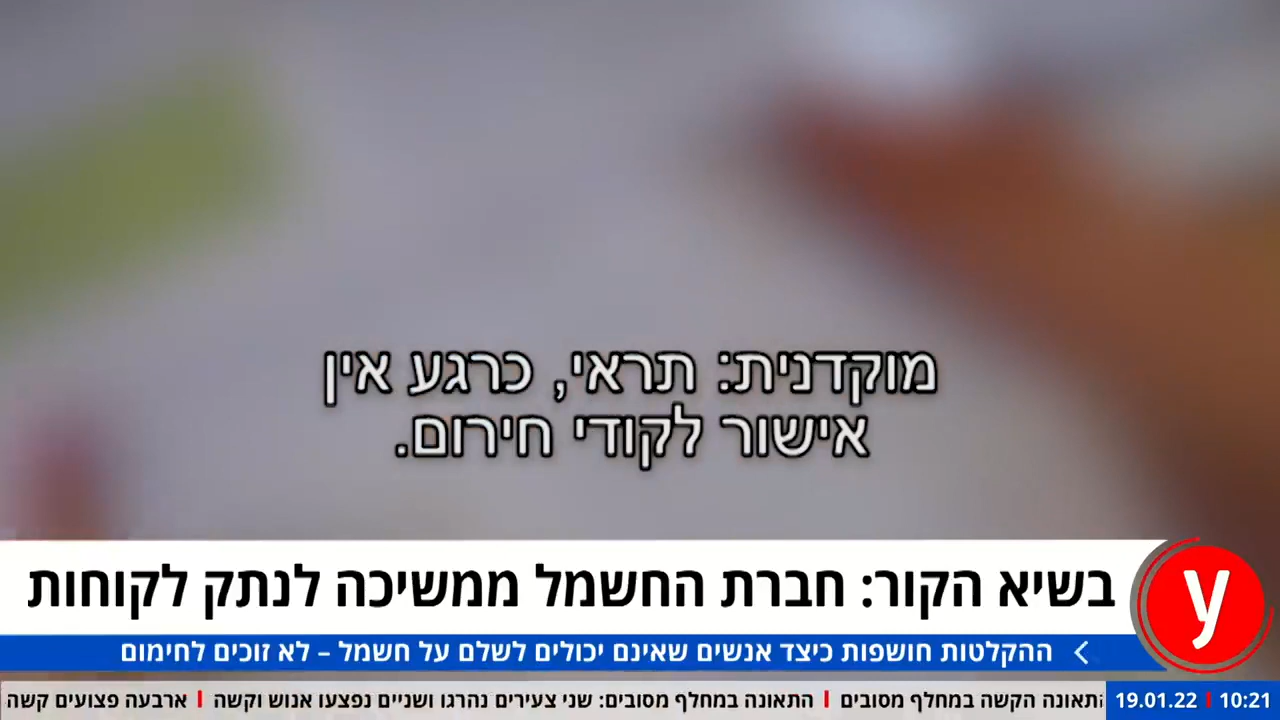 מוקדנית: תראי, כרגע אין
אישור לקודי חירום.
בשיא הקור: חברת החשמל ממשיכה לנתק לקוחות
y
ההקלטות חושפות כיצד אנשים שאינם יכולים לשלם על חשמל – לא זוכים לחימום
10:21 | 19.01.22
התאונה הקשה במחלף מסובים | התאונה במחלף מסובים: שני צעירים נהרגו ושניים נפצעו אנוש וקשה | ארבעה פצועים קשה